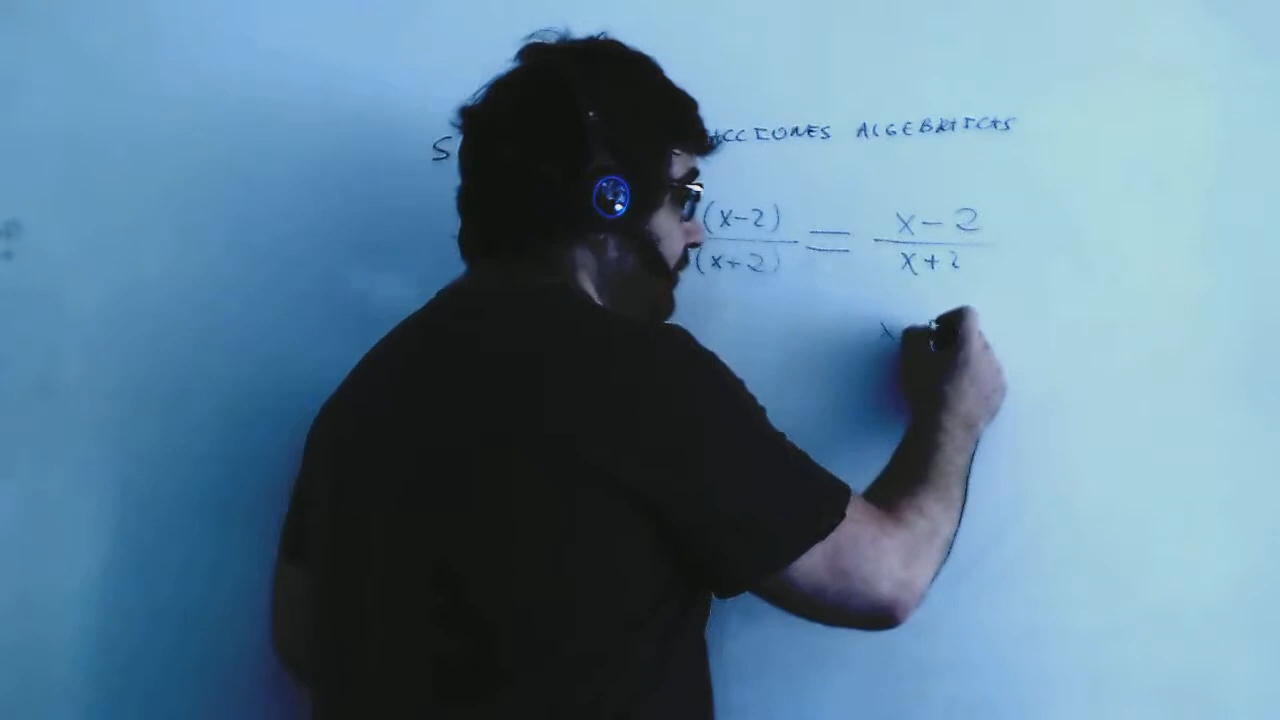 S ACCIONES ALGEBRAICAS
(x-2) = x-2
(x+2) x+2
x